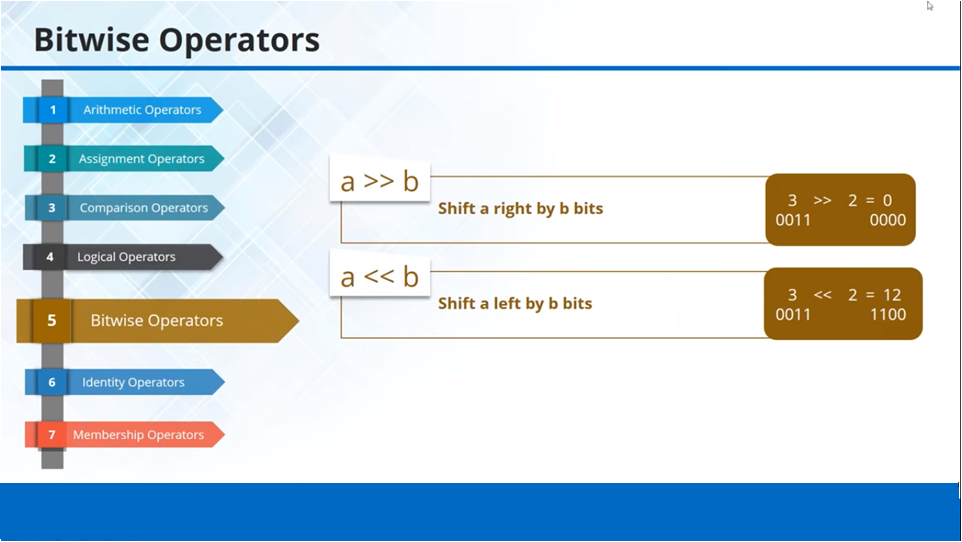 Bitwise Operators
1 Arithmetic Operators
2 Assignment Operators
3 Comparison Operators
4 Logical Operators
5 Bitwise Operators
6 Identity Operators
7 Membership Operators
a >> b
Shift a right by b bits
3 >> 2 = 0
0011 0000
a << b
Shift a left by b bits
3 << 2 = 12
0011 1100